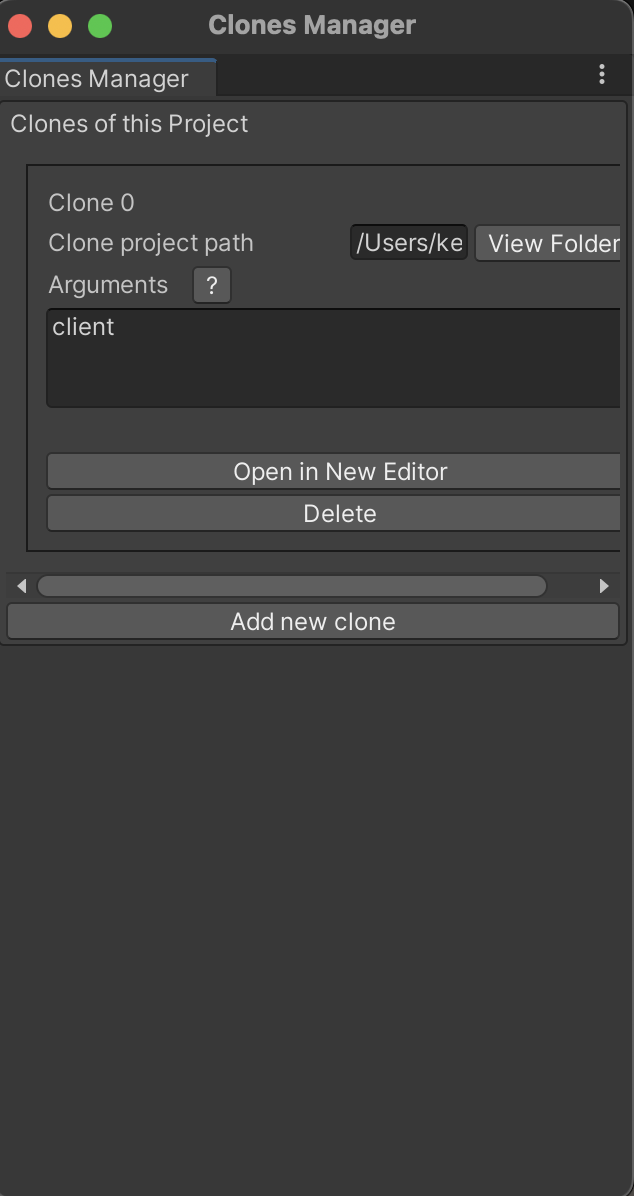 Clones Manager
Clones Manager
Clones of this Project
Clone 0
Clone project path /Users/ke View Folder
Arguments ?
client
Open in New Editor
Delete
Add new clone